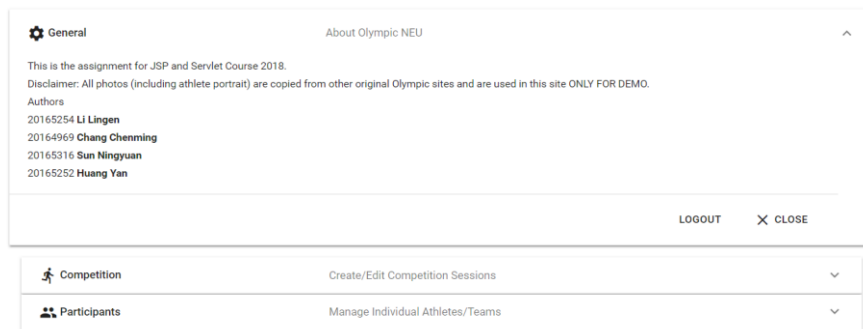 General About Olympic NEU
This is the assignment for JSP and Servlet Course 2018.
Disclaimer: All photos (including athlete portrait) are copied from other original Olympic sites and are used in this site ONLY FOR DEMO.
Authors
20165254 Li Lingen
20164969 Chang Chenming
20165316 Sun Ningyuan
20165252 Huang Yan
LOGOUT CLOSE
Competition Create/Edit Competition Sessions
Participants Manage Individual Athletes/Teams